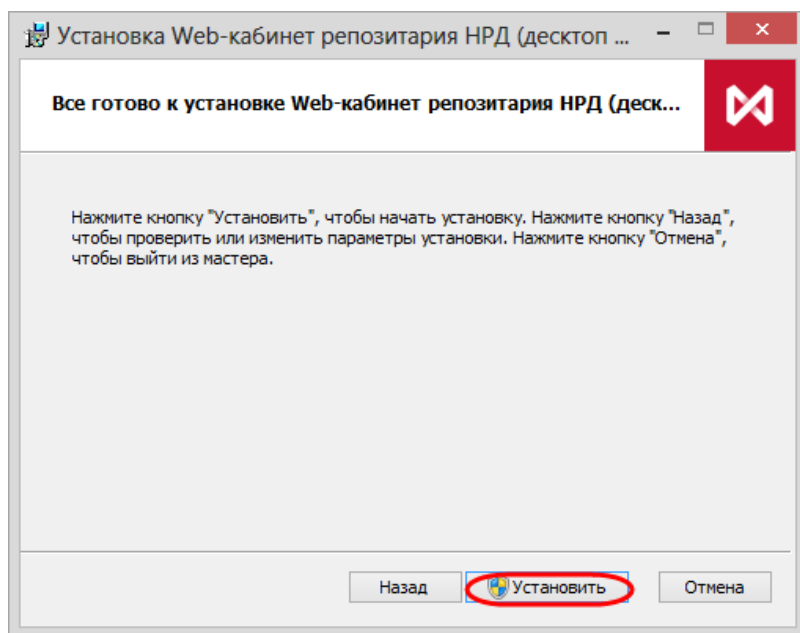 Установка Web-кабинет репозитария НРД (десктоп ...
Все готово к установке Web-кабинет репозитария НРД (деск...
Нажмите кнопку "Установить", чтобы начать установку. Нажмите кнопку "Назад",
чтобы проверить или изменить параметры установки. Нажмите кнопку "Отмена",
чтобы выйти из мастера.
Назад
Установить
Отмена